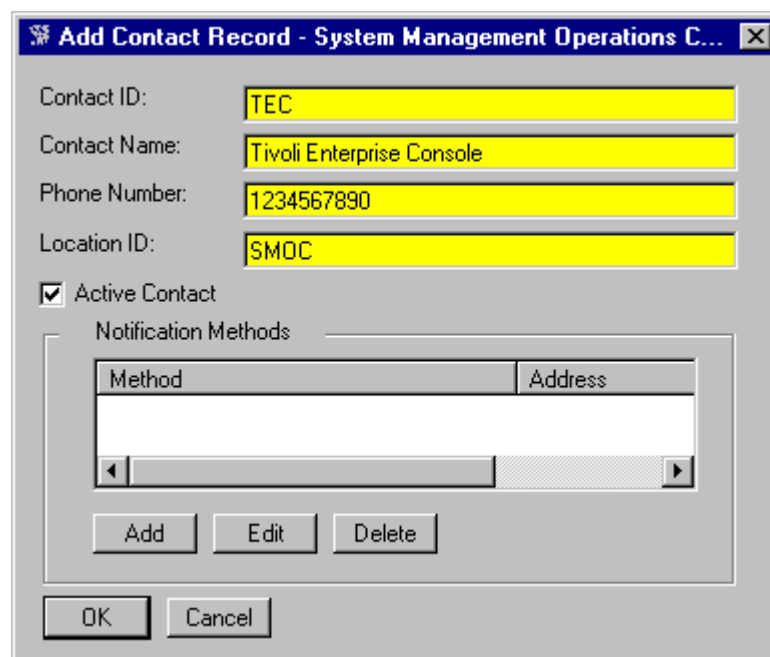 Add Contact Record - System Management Operations C...
Contact ID: TEC
Contact Name: Tivoli Enterprise Console
Phone Number: 1234567890
Location ID: SMOC
Active Contact
Notification Methods
Method Address
Add Edit Delete
OK Cancel